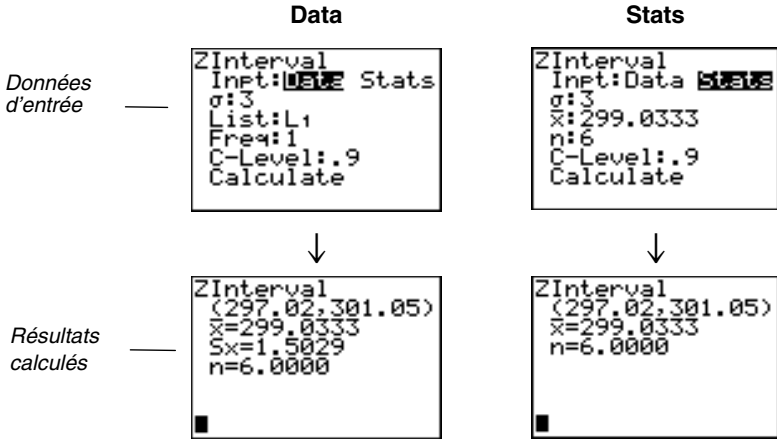 Data
Stats
Données
d'entrée
ZInterval
Inpt:Data Stats
σ:3
List:L1
Freq:1
C-Level:.9
Calculate
ZInterval
Inpt:Data Stats
σ:3
x̄:299.0333
n:6
C-Level:.9
Calculate
↓
↓
Résultats
calculés
ZInterval
(297.02,301.05)
x̄=299.0333
Sx=1.5029
n=6.0000
ZInterval
(297.02,301.05)
x̄=299.0333
n=6.0000